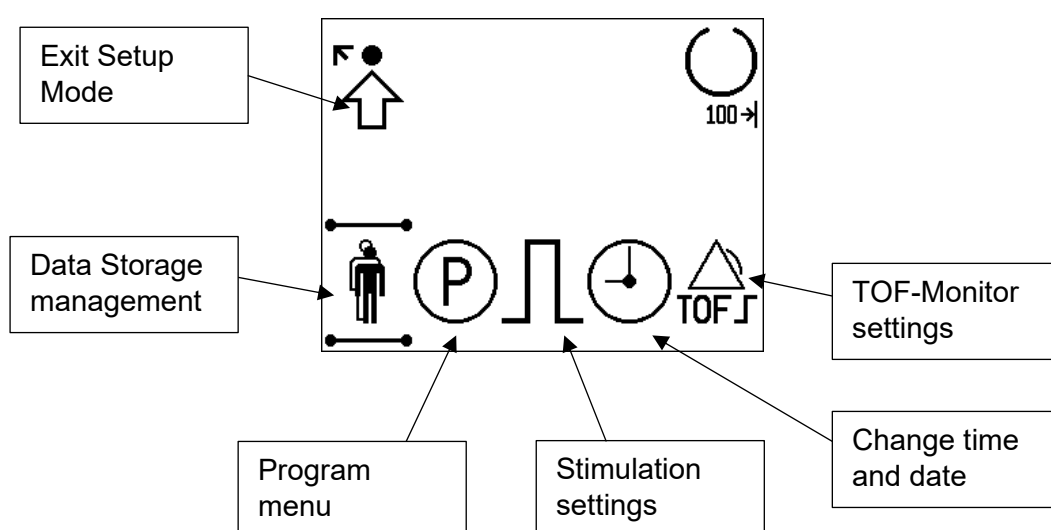 Exit Setup
Mode
100
Data Storage
management
P
TOF
TOF-Monitor
settings
Program
menu
Stimulation
settings
Change time
and date